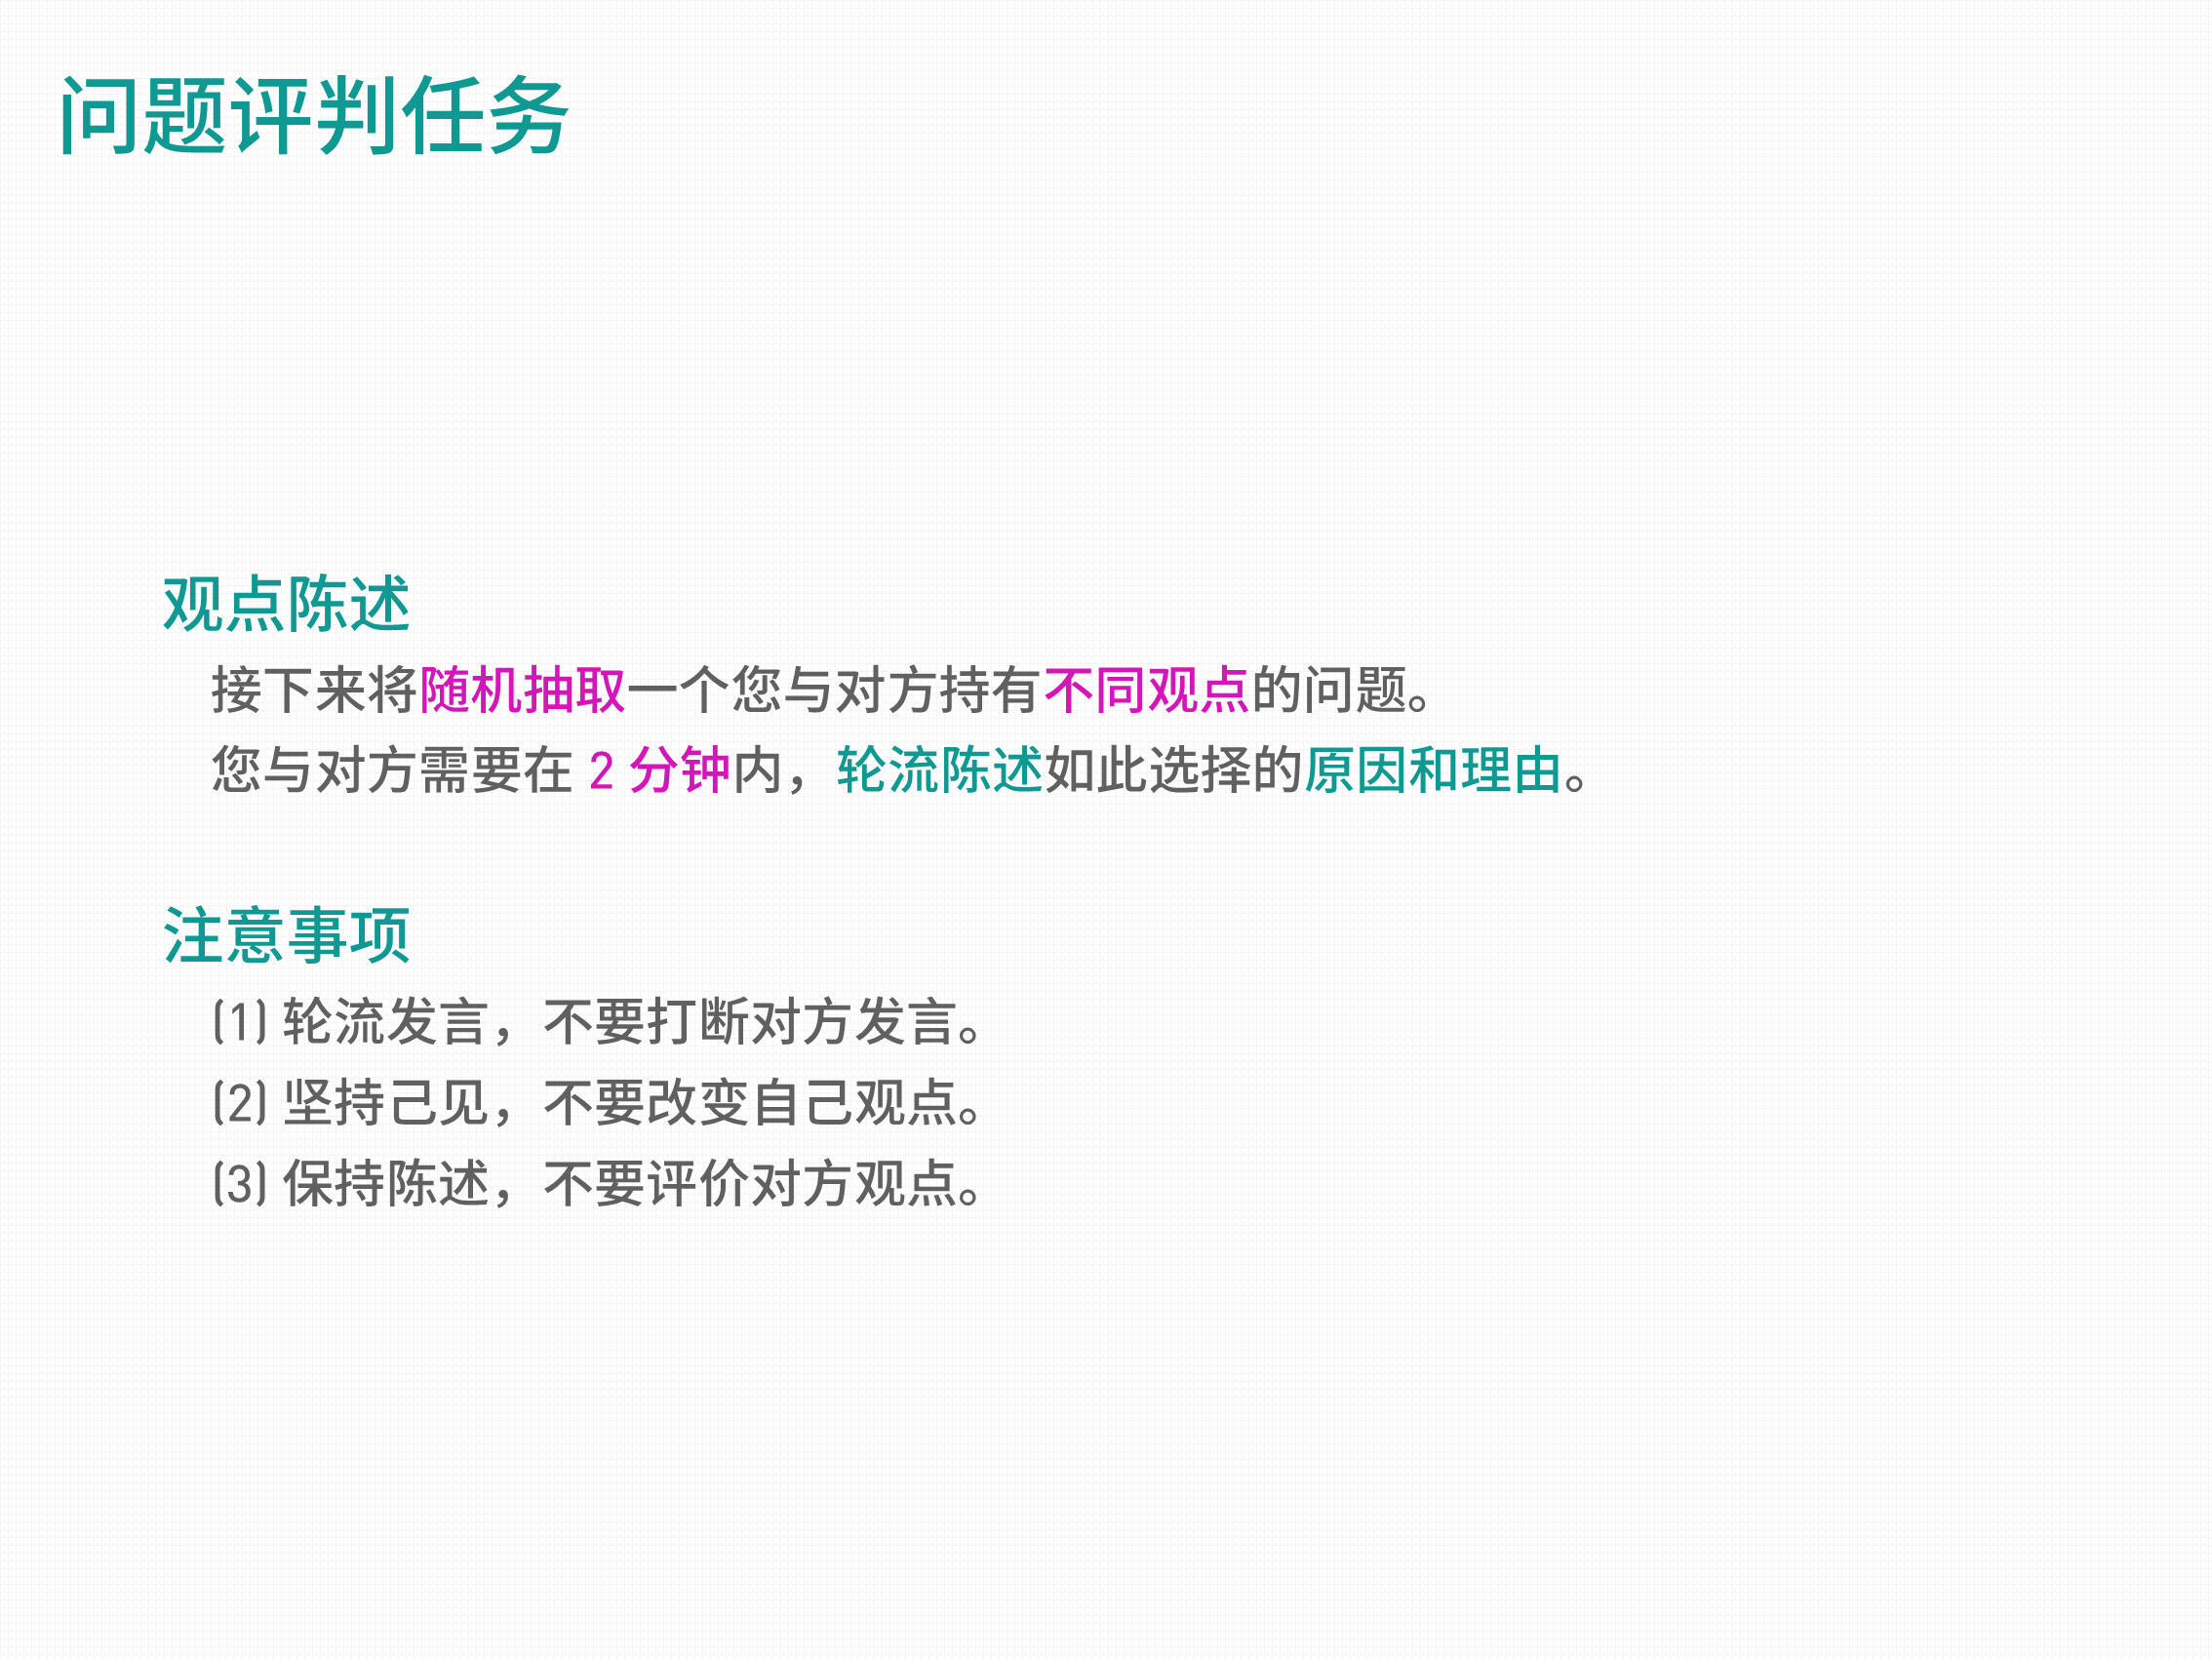 问题评判任务
观点陈述
接下来将随机抽取一个您与对方持有不同观点的问题。
您与对方需要在 2 分钟内，轮流陈述如此选择的原因和理由。
注意事项
（1）轮流发言，不要打断对方发言。
（2）坚持己见，不要改变自己观点。
（3）保持陈述，不要评价对方观点。